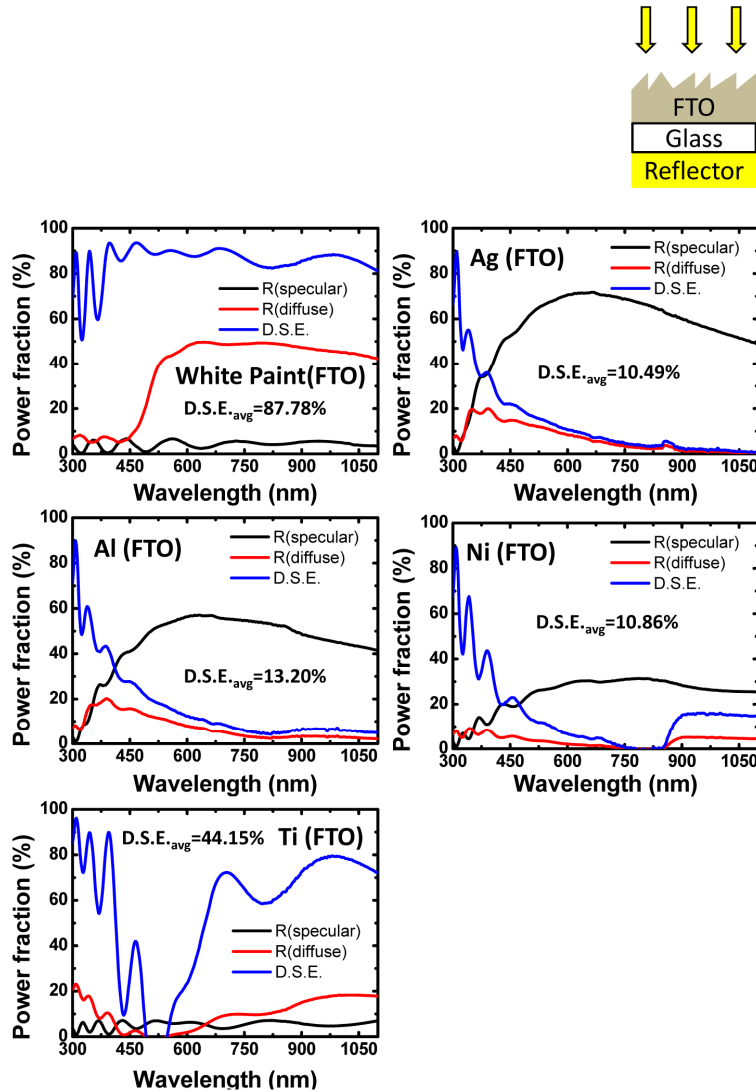 FTO
Glass
Reflector
100
80
60
40
20
0
Power fraction (%)
R(specular)
R(diffuse)
D.S.E.
White Paint(FTO)
D.S.E.avg=87.78%
300 450 600 750 900 1050
Wavelength (nm)
100
80
60
40
20
0
Power fraction (%)
Ag (FTO)
R(specular)
R(diffuse)
D.S.E.
D.S.E.avg=10.49%
300 450 600 750 900 1050
Wavelength (nm)
100
80
60
40
20
0
Power fraction (%)
Al (FTO)
R(specular)
R(diffuse)
D.S.E.
D.S.E.avg=13.20%
300 450 600 750 900 1050
Wavelength (nm)
100
80
60
40
20
0
Power fraction (%)
Ni (FTO)
R(specular)
R(diffuse)
D.S.E.
D.S.E.avg=10.86%
300 450 600 750 900 1050
Wavelength (nm)
100
80
60
40
20
0
Power fraction (%)
D.S.E.avg=44.15% Ti (FTO)
R(specular)
R(diffuse)
D.S.E.
300 450 600 750 900 1050
Wavelength (nm)